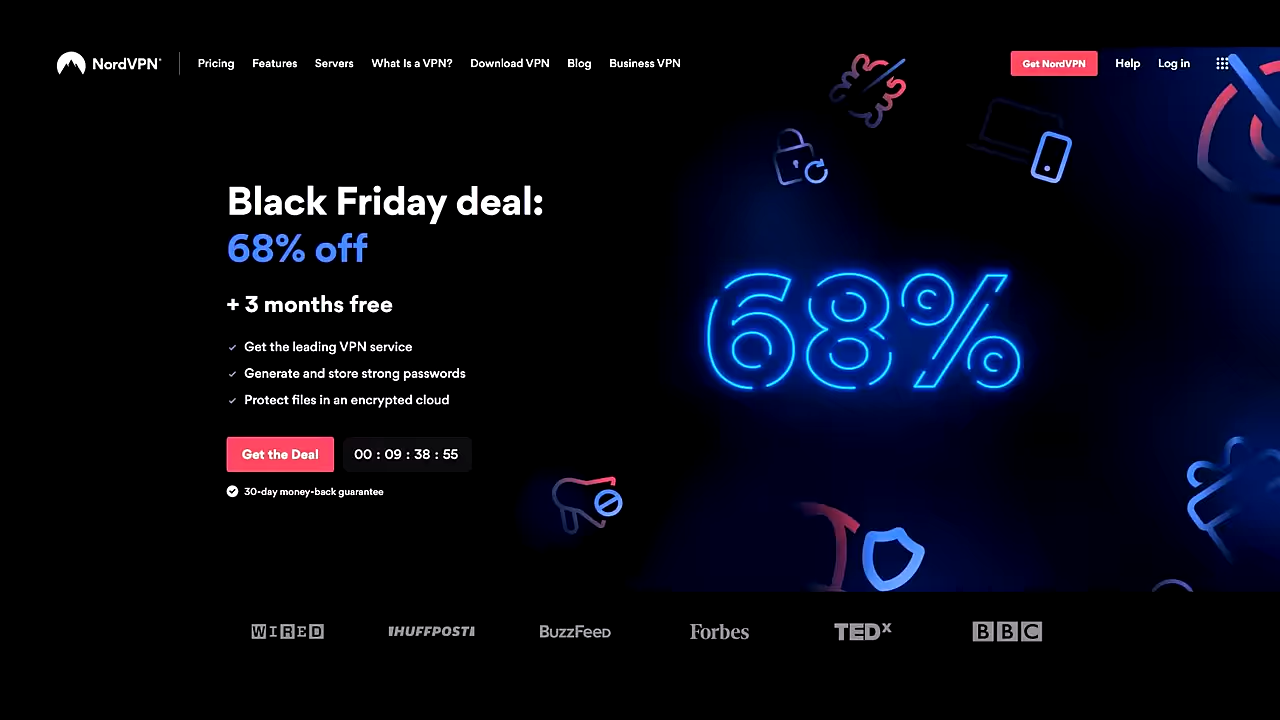 NordVPN®
Pricing
Features
Servers
What Is a VPN?
Download VPN
Blog
Business VPN
Get NordVPN
Help
Log in
Black Friday deal:
68% off
+ 3 months free
Get the leading VPN service
Generate and store strong passwords
Protect files in an encrypted cloud
Get the Deal
00 : 09 : 38 : 55
30-day money-back guarantee
68%
WIRED
IHUFFPOSTI
BuzzFeed
Forbes
TEDx
BBC